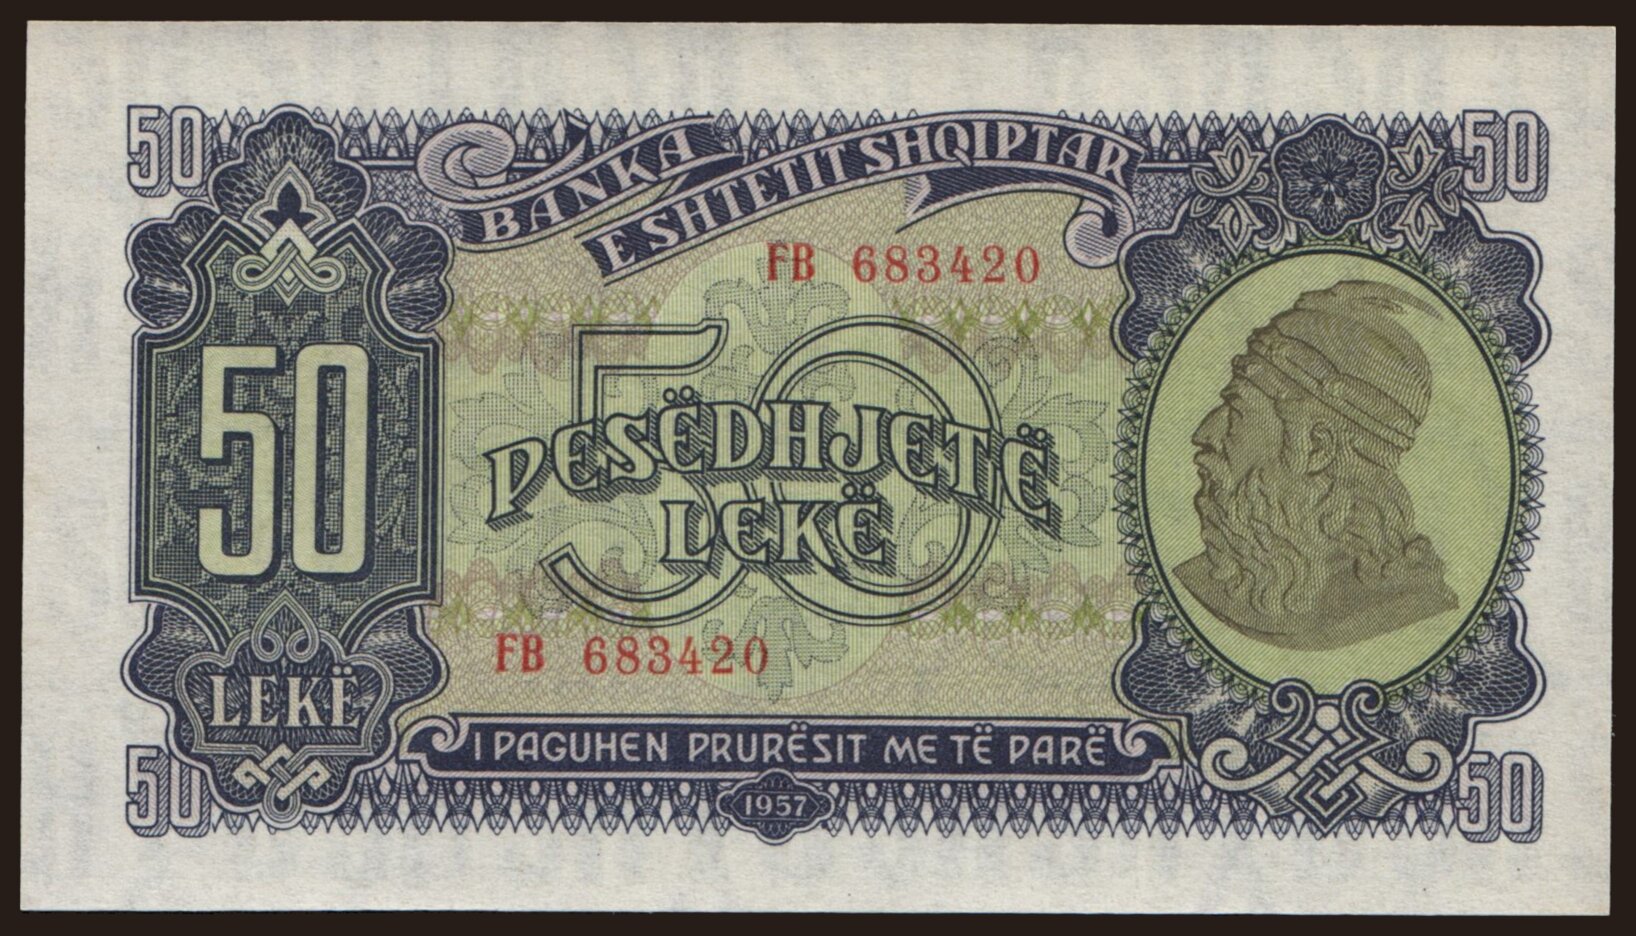 50
50
BANKA
E SHTETIT SHQIPTAR
FB 683420
50
50
PESËDHJETË
LEKË
FB 683420
LEKË
I PAGUHEN PRURËSIT ME TË PARË
50
1957
50